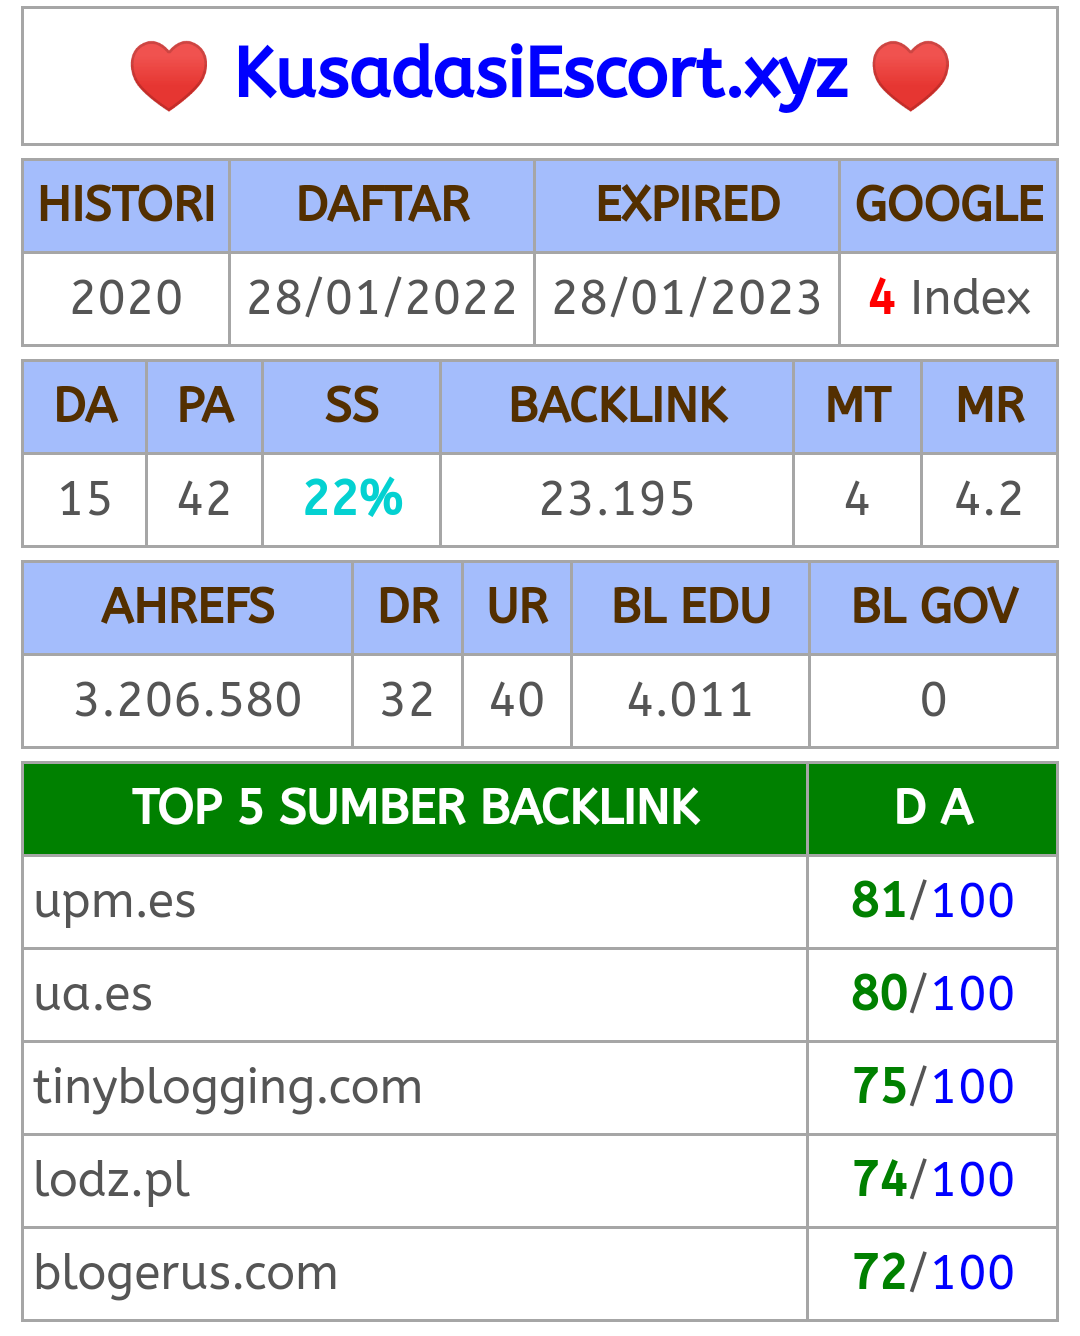 KusadasiEscort.xyz
HISTORI DAFTAR EXPIRED GOOGLE
2020 28/01/2022 28/01/2023 4 Index
DA PA SS BACKLINK MT MR
15 42 22% 23.195 4 4.2
AHREFS DR UR BL EDU BL GOV
3.206.580 32 40 4.011 0
TOP 5 SUMBER BACKLINK D A
upm.es 81/100
ua.es 80/100
tinyblogging.com 75/100
lodz.pl 74/100
blogerus.com 72/100